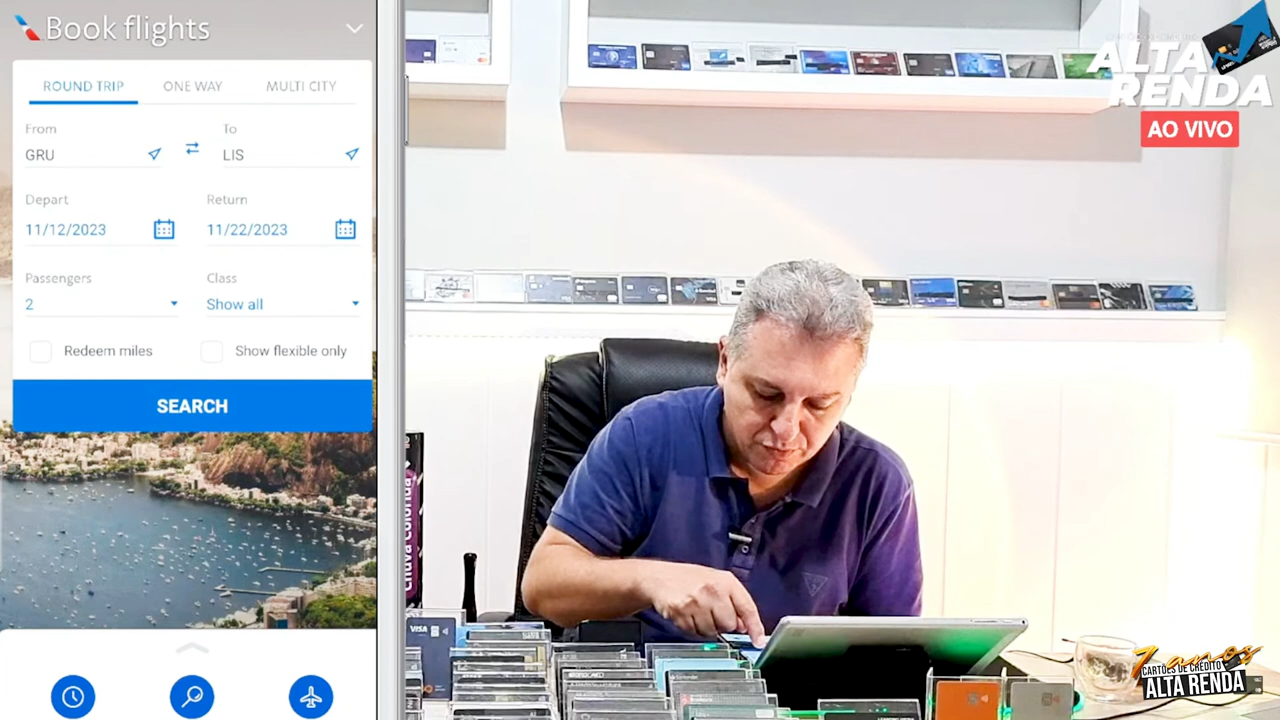 Book flights
ROUND TRIP
ONE WAY
MULTI CITY
From
To
GRU
LIS
Depart
Return
11/12/2023
11/22/2023
Passengers
Class
2
Show all
Redeem miles
Show flexible only
SEARCH
ALTA
RENDA
AO VIVO
VISA
7 anos
CARTÕES DE CRÉDITO
ALTA RENDA